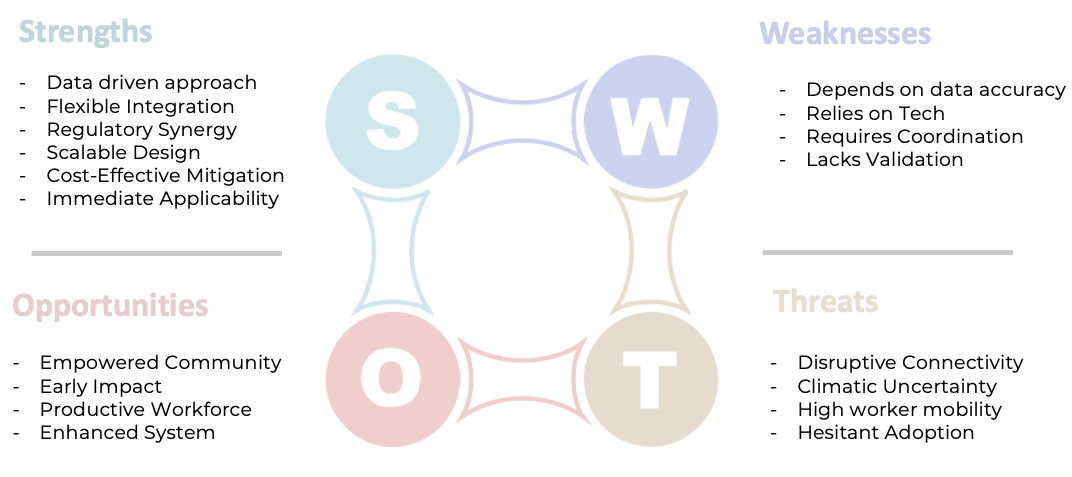 Strengths
- Data driven approach
- Flexible Integration
- Regulatory Synergy
- Scalable Design
- Cost-Effective Mitigation
- Immediate Applicability
Weaknesses
- Depends on data accuracy
- Relies on Tech
- Requires Coordination
- Lacks Validation
S
W
O
T
Opportunities
- Empowered Community
- Early Impact
- Productive Workforce
- Enhanced System
Threats
- Disruptive Connectivity
- Climatic Uncertainty
- High worker mobility
- Hesitant Adoption